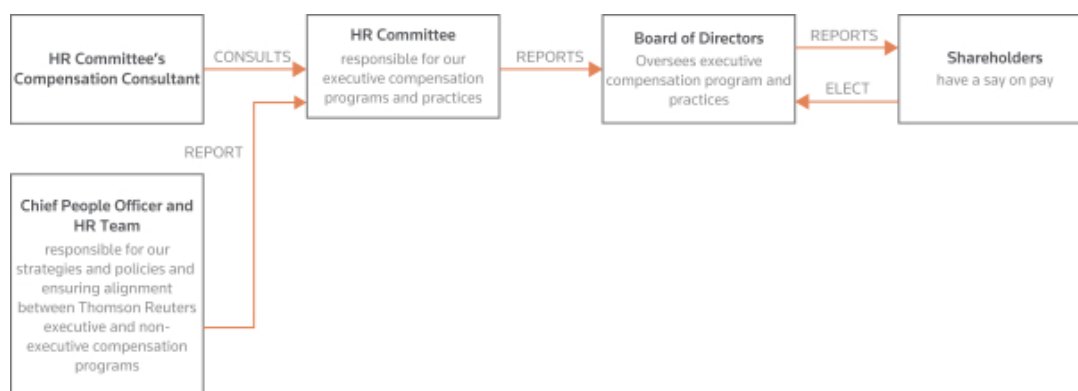 HR Committee's
Compensation Consultant
CONSULTS
HR Committee
responsible for our
executive compensation
programs and practices
REPORTS
Board of Directors
Oversees executive
compensation program and
practices
REPORTS
ELECT
Shareholders
have a say on pay
REPORT
Chief People Officer and
HR Team
responsible for our
strategies and policies and
ensuring alignment
between Thomson Reuters
executive and non-
executive compensation
programs